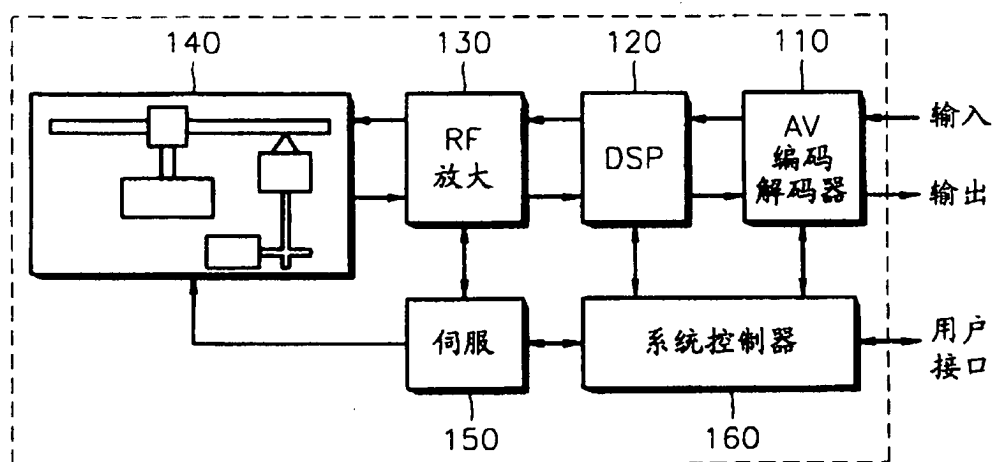 140
130
120
110
RF
放大
DSP
AV
编码
解码器
输入
输出
伺服
系统控制器
用户
接口
150
160